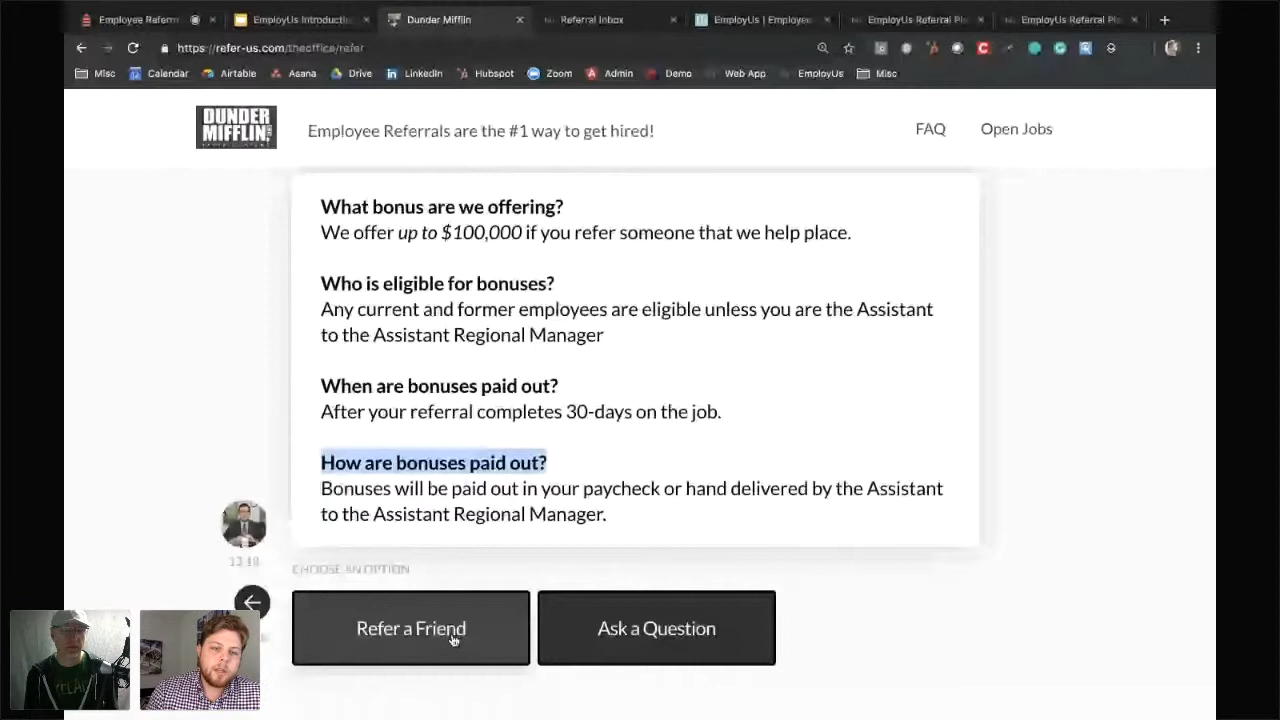 Employee Referr
EmployUs Introducti
Dunder Mifflin
Referral Inbox
EmployUs | Employee
EmployUs Referral Pl
EmployUs Referral Pl
https://refer-us.com/theoffice/refer
Misc
Calendar
Airtable
Asana
Drive
LinkedIn
Hubspot
Zoom
Admin
Demo
Web App
EmployUs
Misc
DUNDER
MIFFLIN
Employee Referrals are the #1 way to get hired!
FAQ
Open Jobs
What bonus are we offering?
We offer up to $100,000 if you refer someone that we help place.
Who is eligible for bonuses?
Any current and former employees are eligible unless you are the Assistant
to the Assistant Regional Manager
When are bonuses paid out?
After your referral completes 30-days on the job.
How are bonuses paid out?
Bonuses will be paid out in your paycheck or hand delivered by the Assistant
to the Assistant Regional Manager.
CHOOSE AN OPTION
Refer a Friend
Ask a Question